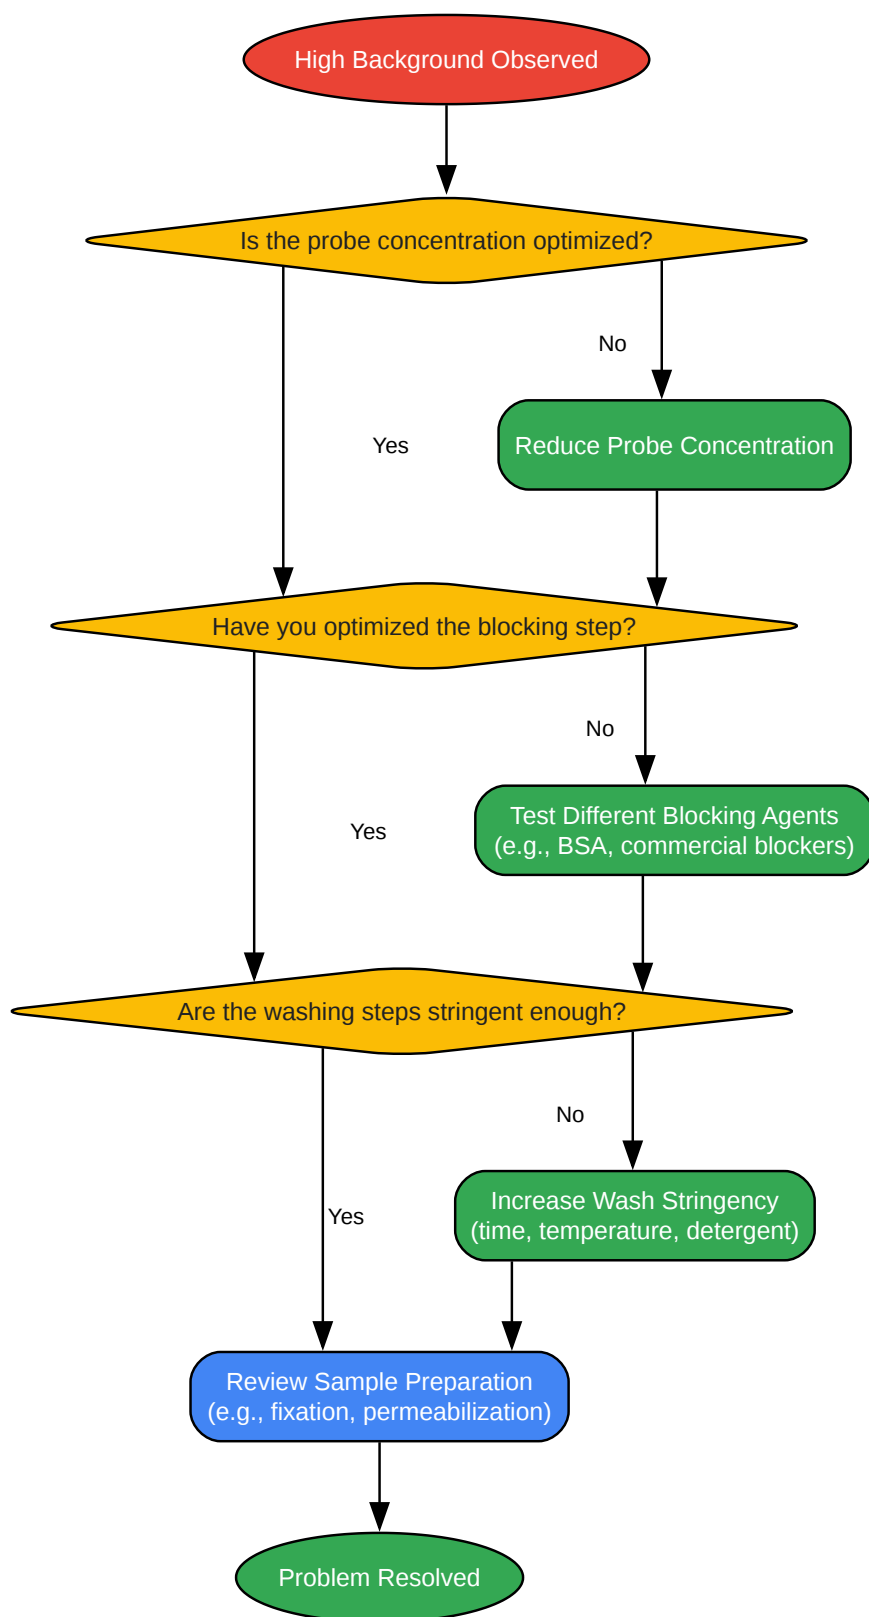 High Background Observed
Is the probe concentration optimized?
No
Yes
Reduce Probe Concentration
Have you optimized the blocking step?
No
Yes
Test Different Blocking Agents
(e.g., BSA, commercial blockers)
Are the washing steps stringent enough?
No
Yes
Increase Wash Stringency
(time, temperature, detergent)
Review Sample Preparation
(e.g., fixation, permeabilization)
Problem Resolved